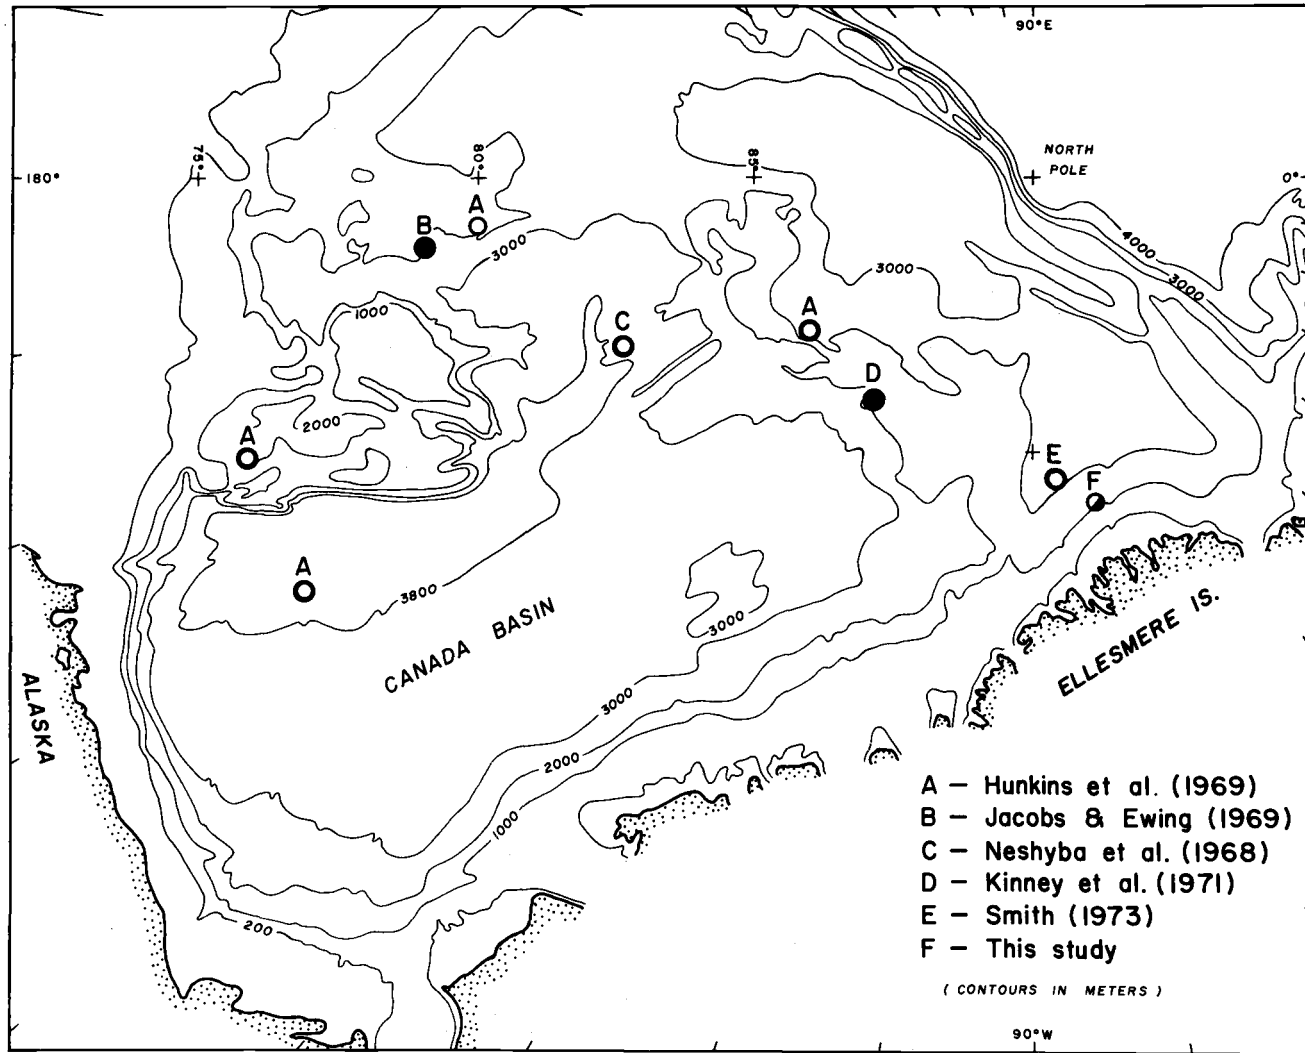 90°E
75°
80°
85°
NORTH
POLE
180°
0°
A
B
3000
4000
3000
3000
1000
A
C
D
2000
A
E
F
A
3800
3000
CANADA BASIN
ELLESMERE IS.
ALASKA
3000
2000
1000
200
A – Hunkins et al. (1969)
B – Jacobs & Ewing (1969)
C – Neshyba et al. (1968)
D – Kinney et al. (1971)
E – Smith (1973)
F – This study
( CONTOURS IN METERS )
90°W